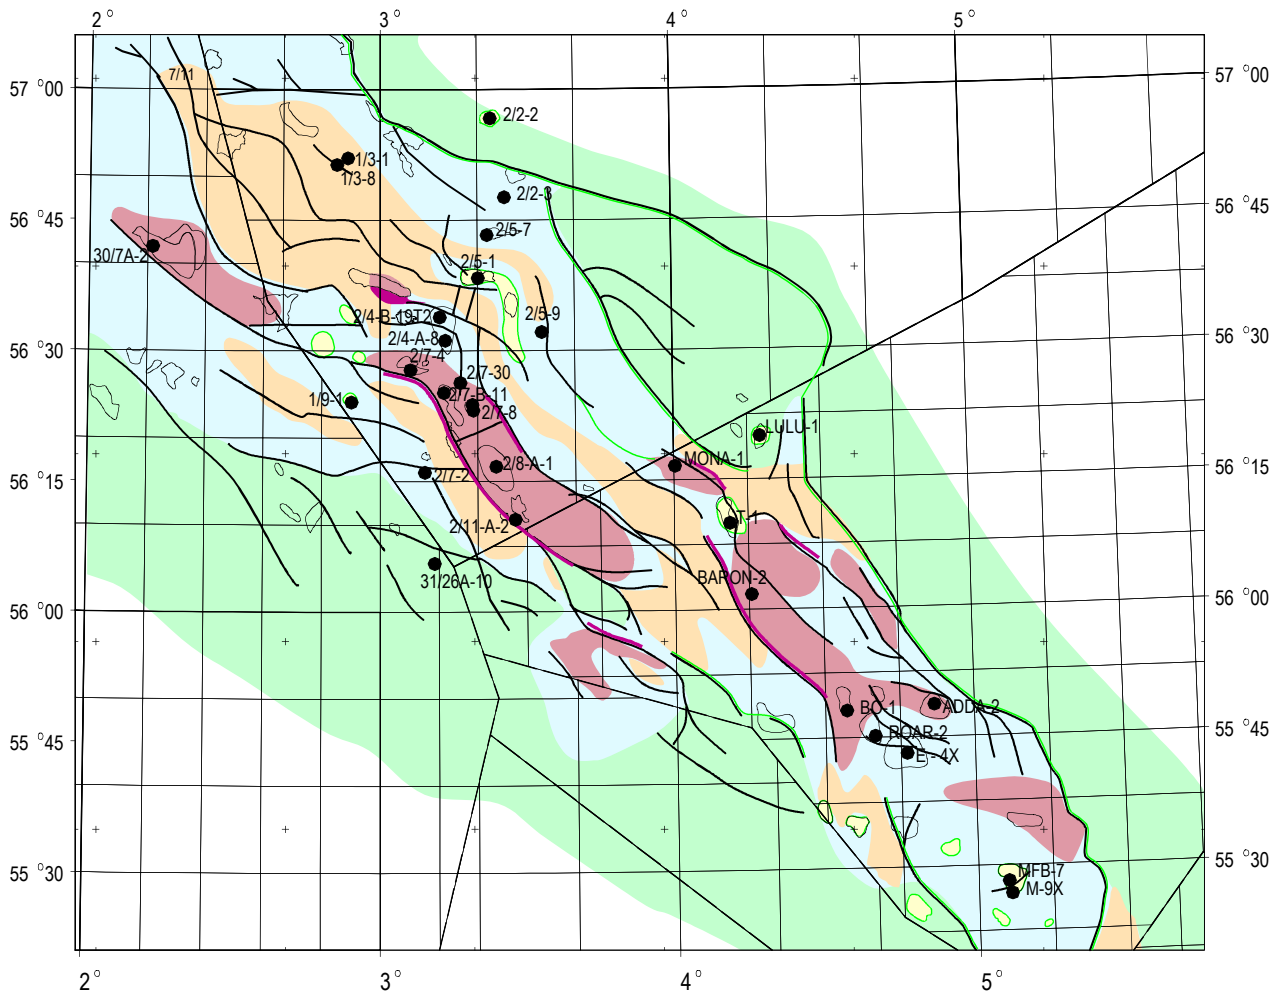 2° 3° 4° 5°
7/11
57 °00 57 °00
2/2-2
1/3-1
1/3-8
2/2-3
56 °45 56 °45
2/5-7
30/7A-2
2/5-1
2/4-B-19T2
2/5-9
2/4-A-8
56 °30 56 °30
2/7-4
2/7-30
2/7-B-11
1/9-1
2/7-8
LULU-1
MONA-1
2/8-A-1
56 °15 56 °15
2/7-2
T-1
2/11-A-2
BARON-2
31/26A-10
56 °00 56 °00
BO-1
ADDA-2
ROAR-2
55 °45 55 °45
E - 4X
55 °30 55 °30
MFB-7
M-9X
2° 3° 4° 5°